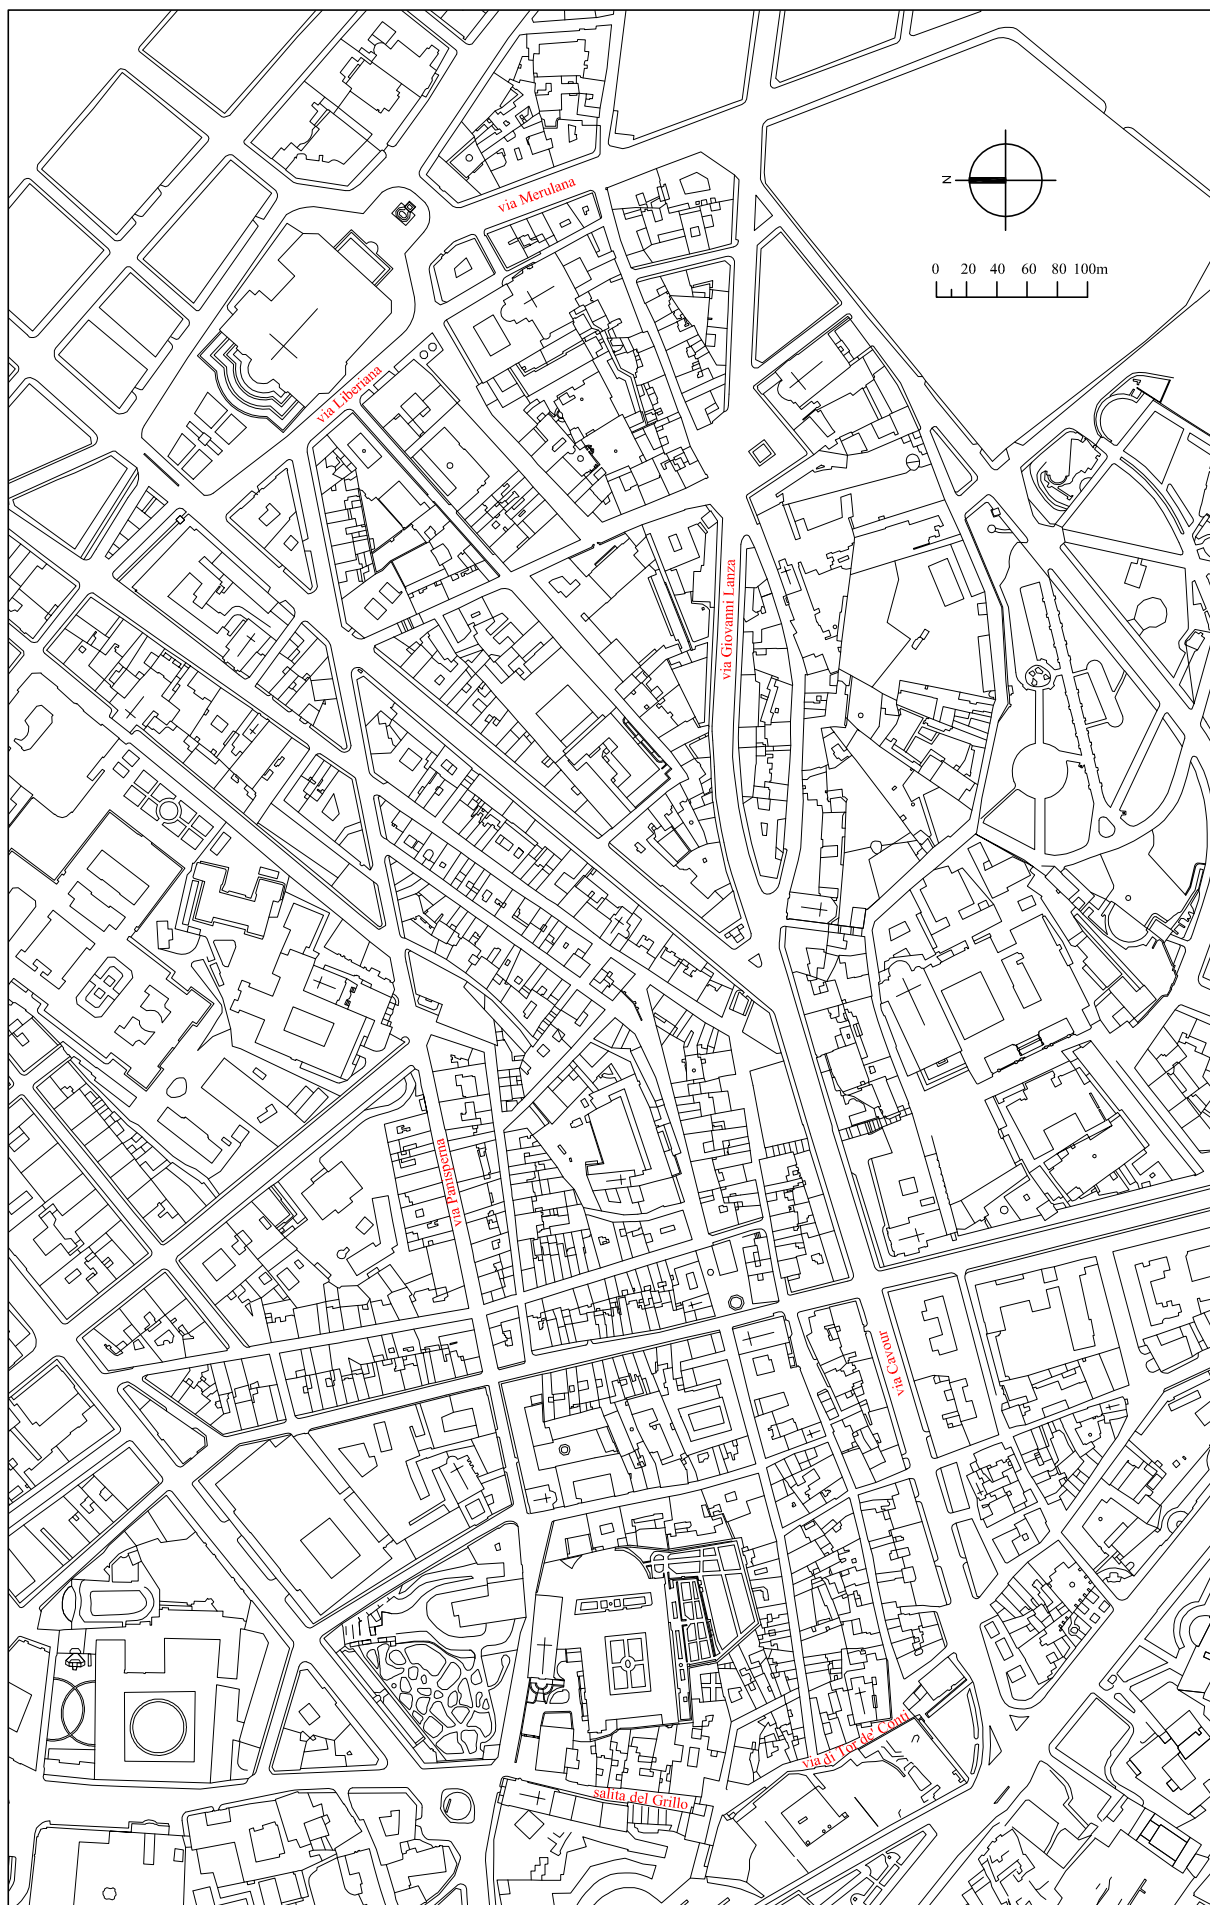 via Merulana
N
0 20 40 60 80 100m
via Liberiana
via Giovanni Lanza
via Panisperna
via Cavour
via di Tor de' Conti
salita del Grillo